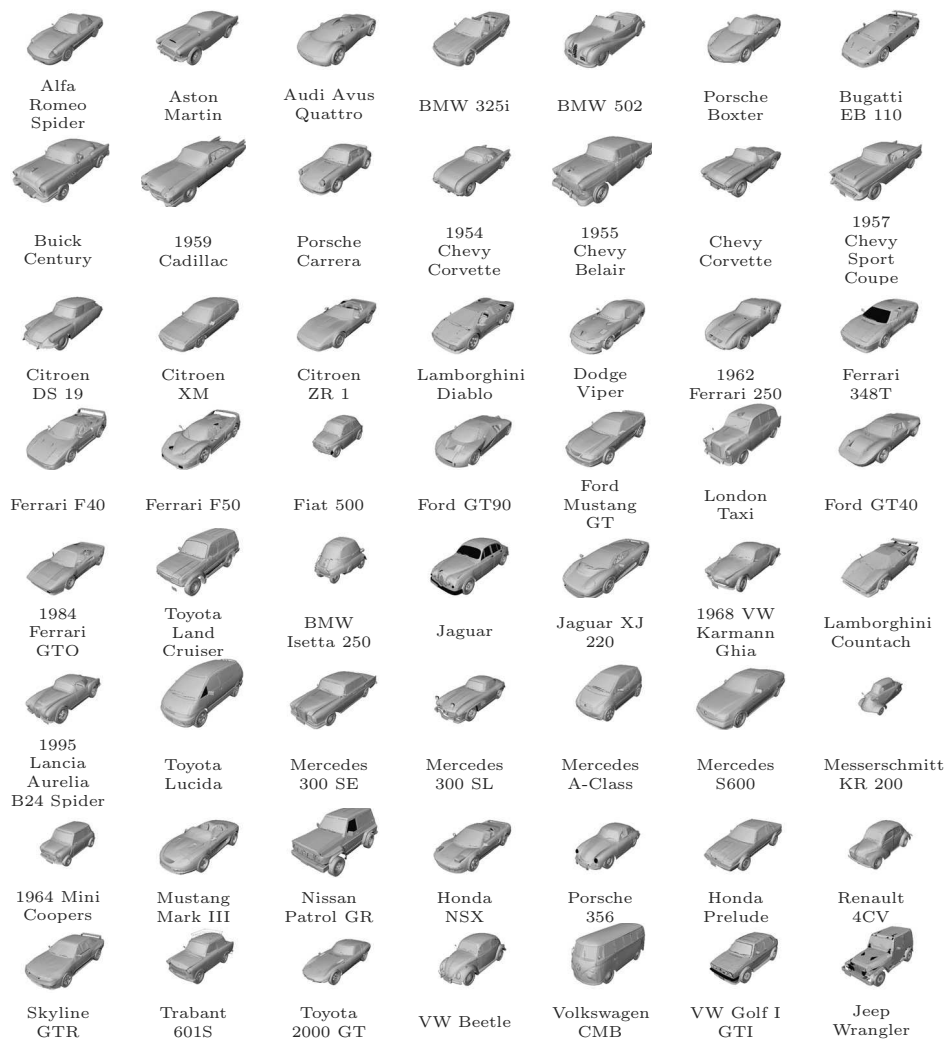 Alfa
Romeo
Spider
Aston
Martin
Audi Avus
Quattro
BMW 325i
BMW 502
Porsche
Boxter
Bugatti
EB 110
Buick
Century
1959
Cadillac
Porsche
Carrera
1954
Chevy
Corvette
1955
Chevy
Belair
Chevy
Corvette
1957
Chevy
Sport
Coupe
Citroen
DS 19
Citroen
XM
Citroen
ZR 1
Lamborghini
Diablo
Dodge
Viper
1962
Ferrari 250
Ferrari
348T
Ferrari F40
Ferrari F50
Fiat 500
Ford GT90
Ford
Mustang
GT
London
Taxi
Ford GT40
1984
Ferrari
GTO
Toyota
Land
Cruiser
BMW
Isetta 250
Jaguar
Jaguar XJ
220
1968 VW
Karmann
Ghia
Lamborghini
Countach
1995
Lancia
Aurelia
B24 Spider
Toyota
Lucida
Mercedes
300 SE
Mercedes
300 SL
Mercedes
A-Class
Mercedes
S600
Messerschmitt
KR 200
1964 Mini
Coopers
Mustang
Mark III
Nissan
Patrol GR
Honda
NSX
Porsche
356
Honda
Prelude
Renault
4CV
Skyline
GTR
Trabant
601S
Toyota
2000 GT
VW Beetle
Volkswagen
CMB
VW Golf I
GTI
Jeep
Wrangler